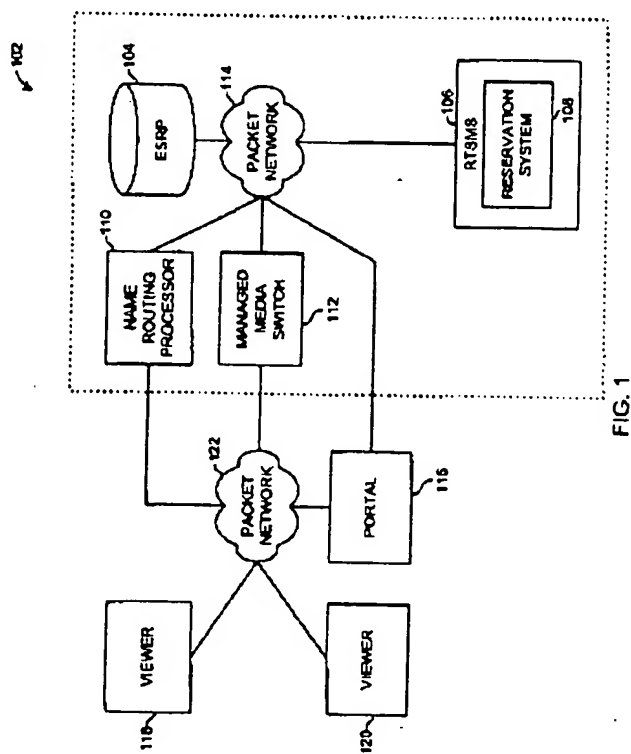 102
104
ESRP
114
PACKET
NETWORK
106
RTSMS
RESERVATION
SYSTEM
108
110
NAME
ROUTING
PROCESSOR
MANAGED
MEDIA
SWITCH
112
122
PACKET
NETWORK
PORTAL
116
VIEWER
118
VIEWER
120
FIG. 1